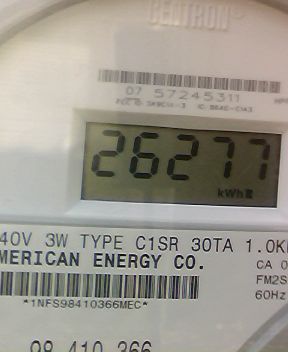 CENTRON®
07 57245311
26277
kWh
40V 3W TYPE C1SR 30TA 1.0K
MERICAN ENERGY CO.
CA 0
FM2S
60Hz
*1NFS98410366MEC*
98 410 366